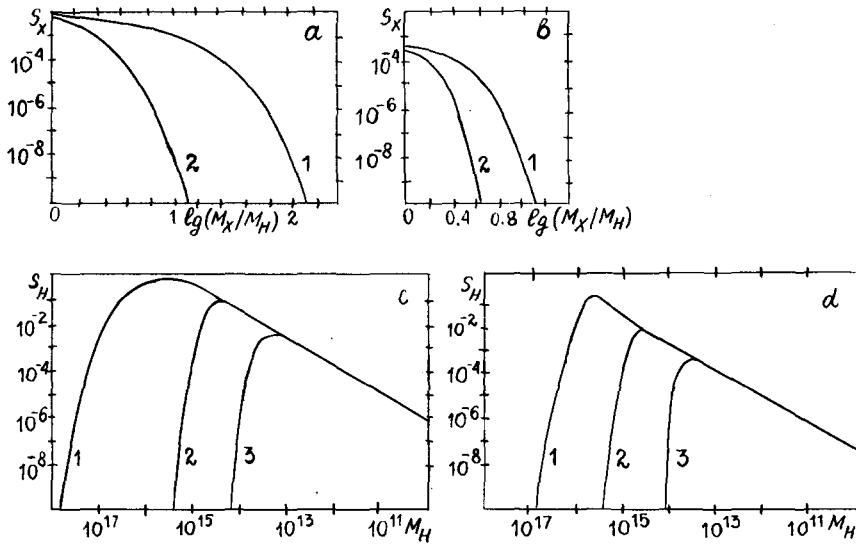 S_X a
10^-4
10^-6
10^-8
2 1
0 1 lg(M_X/M_H) 2
S_X b
10^-4
10^-6
10^-8
2 1
0 0.4 0.8 lg(M_X/M_H)
S_H c
10^-2
10^-4
10^-6
10^-8
1 2 3
10^17 10^15 10^13 10^11 M_H
S_H d
10^-2
10^-4
10^-6
10^-8
1 2 3
10^17 10^15 10^13 10^11 M_H